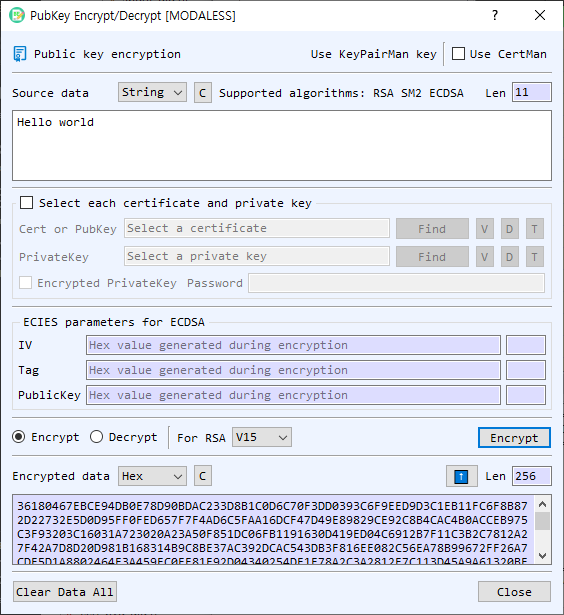 PubKey Encrypt/Decrypt [MODALESS]
Public key encryption Use KeyPairMan key Use CertMan
Source data String C Supported algorithms: RSA SM2 ECDSA Len 11
Hello world
Select each certificate and private key
Cert or PubKey Select a certificate Find V D T
PrivateKey Select a private key Find V D T
Encrypted PrivateKey Password
ECIES parameters for ECDSA
IV Hex value generated during encryption
Tag Hex value generated during encryption
PublicKey Hex value generated during encryption
Encrypt Decrypt For RSA V15 Encrypt
Encrypted data Hex C Len 256
36180467EBCE94DB0E78D90BDAC233D8B1C0D6C70F3DD0393C6F9EED9D3C1EB11FC6F8B87
2D22732E5D0D95FF0FED657F7F4AD6C5FAA16DCF47D49E89829CE92C8B4CAC4B0ACCEB975
C3F93203C16031A723020A23A50F851DC06FB1191630D419ED04C6912B7F11C3B2C7812A2
7F42A7D8D20D981B168314B9C8BE37AC392DCAC543DB3F816EE082C56EA78B99672FF26A7
Clear Data All Close